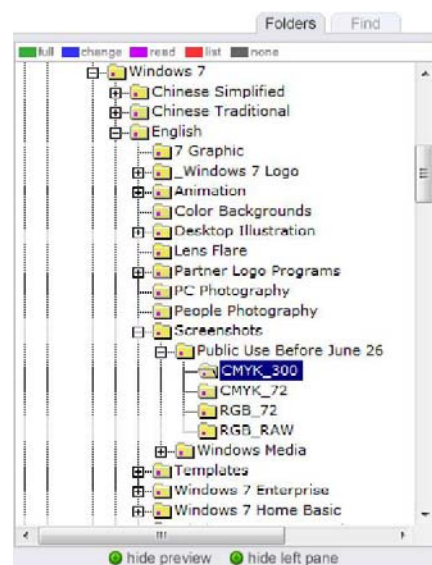 Folders Find
full change read list none
Windows 7
Chinese Simplified
Chinese Traditional
English
7 Graphic
_Windows 7 Logo
Animation
Color Backgrounds
Desktop Illustration
Lens Flare
Partner Logo Programs
PC Photography
People Photography
Screenshots
Public Use Before June 26
CMYK_300
CMYK_72
RGB_72
RGB_RAW
Windows Media
Templates
Windows 7 Enterprise
Windows 7 Home Basic
hide preview hide left pane